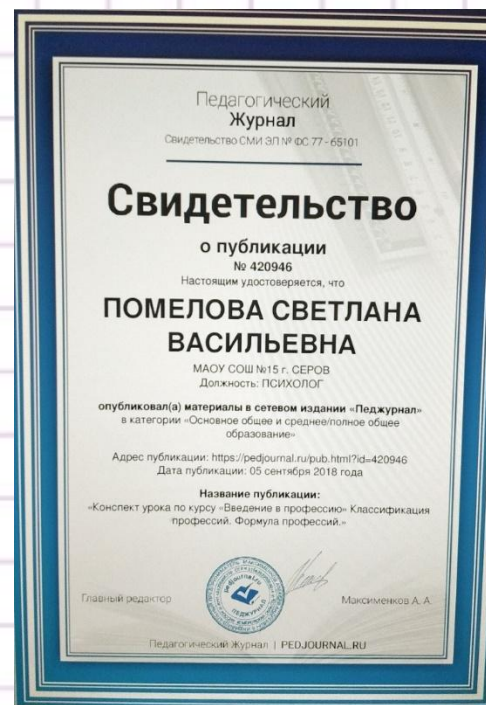 Педагогический
Журнал
Свидетельство СМИ ЭЛ № ФС 77 - 65101
Свидетельство
о публикации
№ 420946
Настоящим удостоверяется, что
ПОМЕЛОВА СВЕТЛАНА
ВАСИЛЬЕВНА
МАОУ СОШ №15 г. СЕРОВ
Должность: ПСИХОЛОГ
опубликовал(а) материалы в сетевом издании «Педжурнал»
в категории «Основное общее и среднее/полное общее
образование»
Адрес публикации: https://pedjournal.ru/pub.html?id=420946
Дата публикации: 05 сентября 2018 года
Название публикации:
«Конспект урока по курсу «Введение в профессию» Классификация
профессий. Формула профессий.»
pedjournal.ru
ПЕДЖУРНАЛ
Главный редактор
Максименков А. А.
Педагогический Журнал | PEDJOURNAL.RU